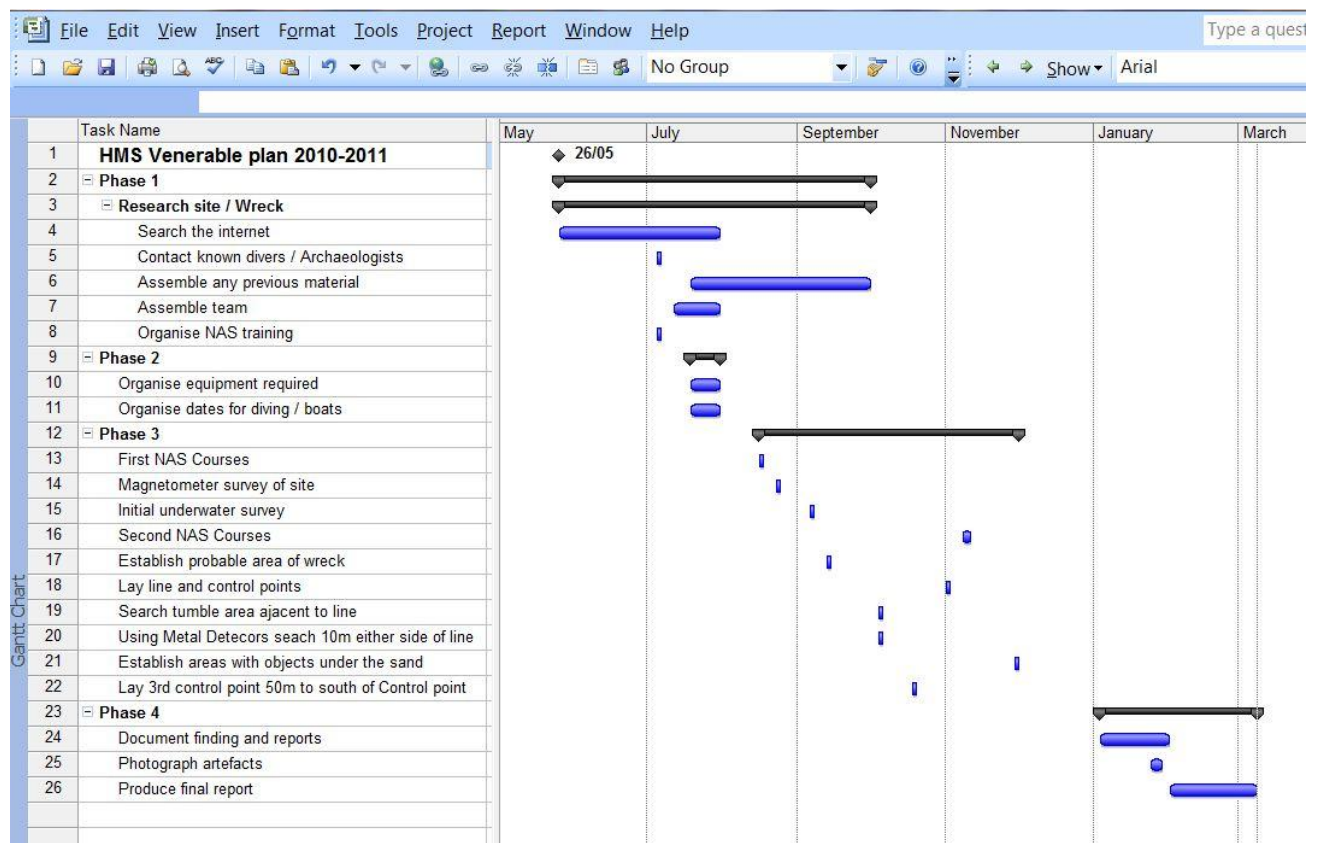 File Edit View Insert Format Tools Project Report Window Help Type a quest
ABC No Group Show Arial
Task Name May July September November January March
1 HMS Venerable plan 2010-2011 26/05
2 Phase 1
3 Research site / Wreck
4 Search the internet
5 Contact known divers / Archaeologists
6 Assemble any previous material
7 Assemble team
8 Organise NAS training
9 Phase 2
10 Organise equipment required
11 Organise dates for diving / boats
12 Phase 3
13 First NAS Courses
14 Magnetometer survey of site
15 Initial underwater survey
16 Second NAS Courses
17 Establish probable area of wreck
18 Lay line and control points
19 Search tumble area ajacent to line
20 Using Metal Detecors seach 10m either side of line
21 Establish areas with objects under the sand
22 Lay 3rd control point 50m to south of Control point
23 Phase 4
24 Document finding and reports
25 Photograph artefacts
26 Produce final report
Gantt Chart